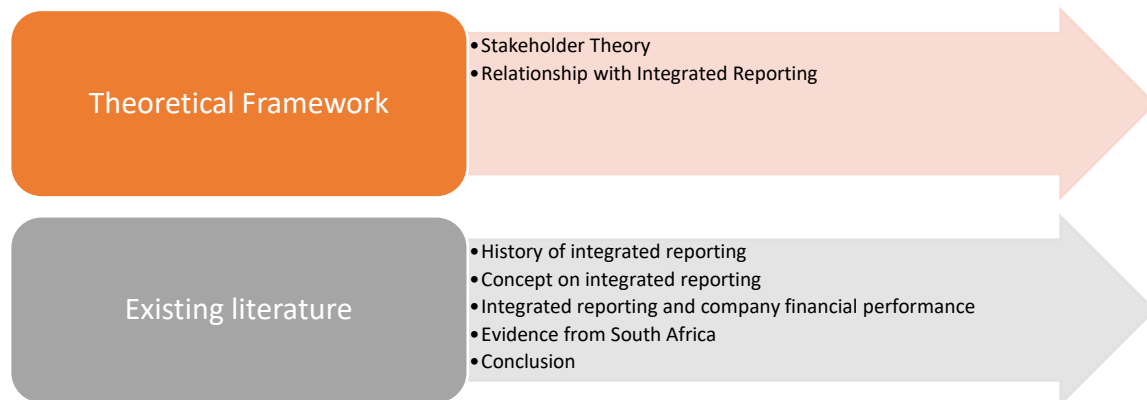 Theoretical Framework
•Stakeholder Theory
•Relationship with Integrated Reporting
Existing literature
•History of integrated reporting
•Concept on integrated reporting
•Integrated reporting and company financial performance
•Evidence from South Africa
•Conclusion